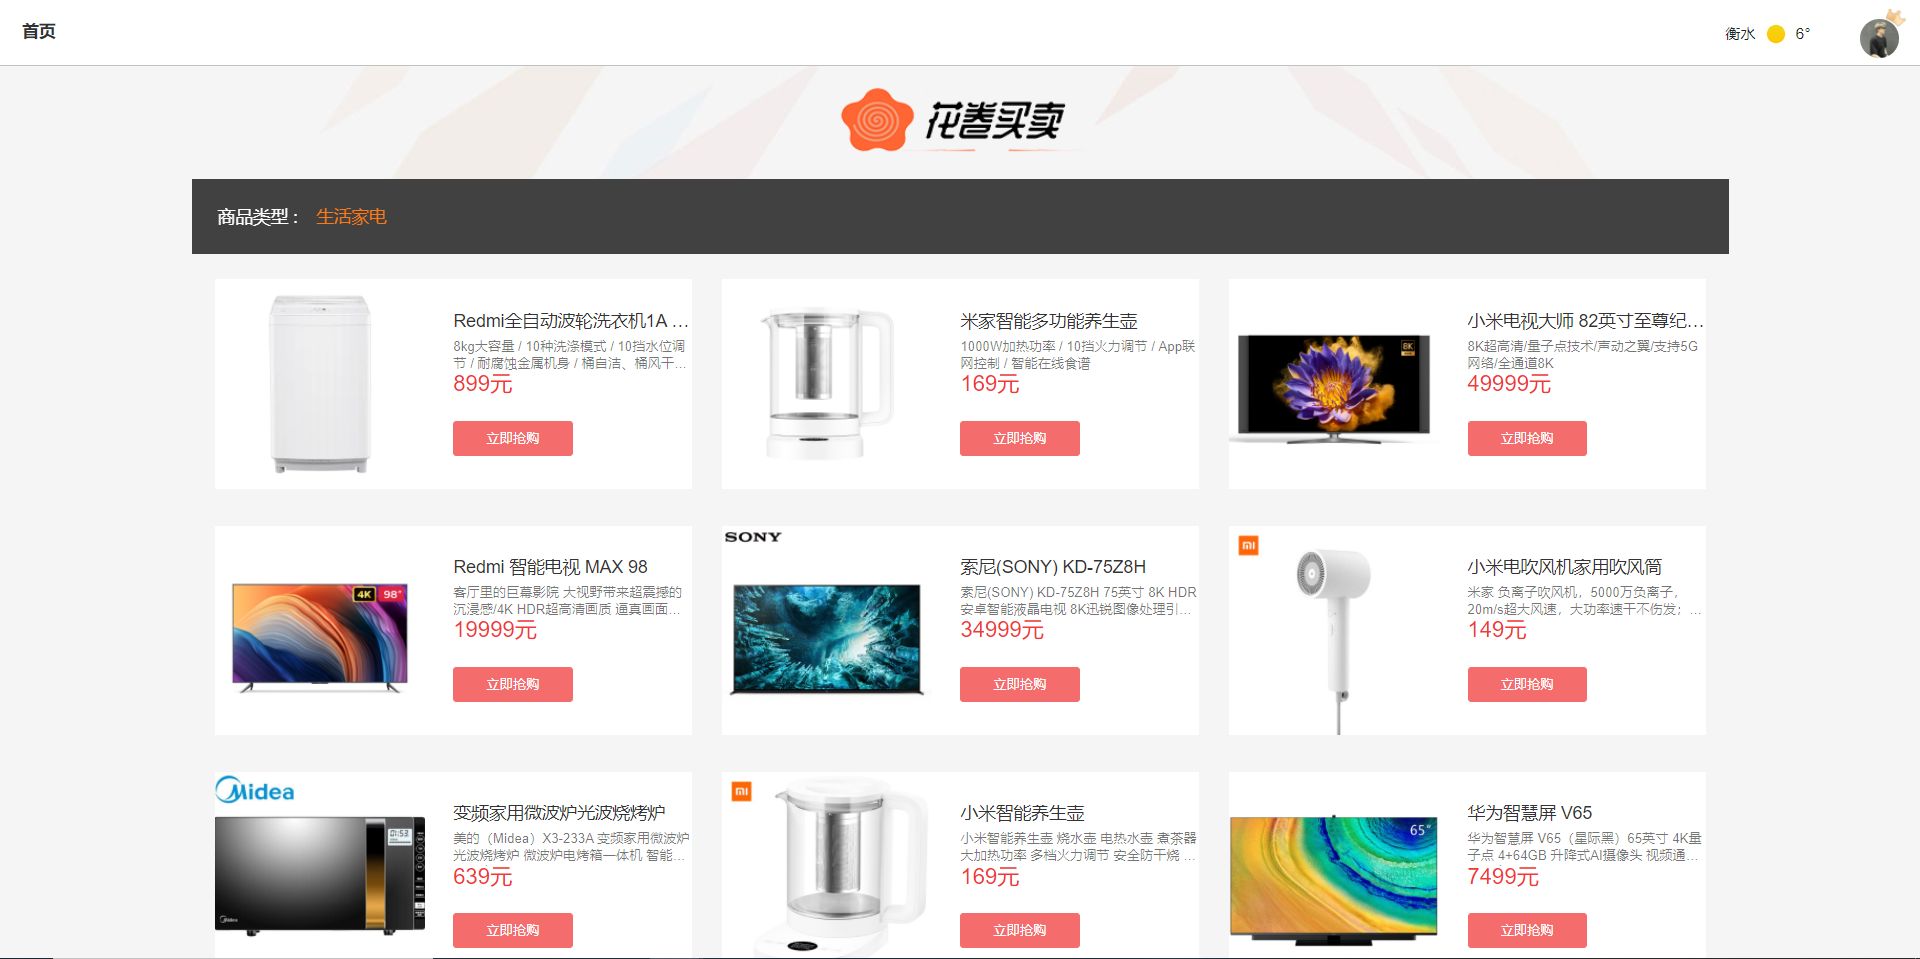 首页
衡水 6°
花卷买卖
商品类型： 生活家电
Redmi全自动波轮洗衣机1A ...
8kg大容量 / 10种洗涤模式 / 10挡水位调
节 / 耐腐蚀金属机身 / 桶自洁、桶风干...
899元
立即抢购
米家智能多功能养生壶
1000W加热功率 / 10挡火力调节 / App联
网控制 / 智能在线食谱
169元
立即抢购
8K
小米电视大师 82英寸至尊纪...
8K超高清/量子点技术/声动之翼/支持5G
网络/全通道8K
49999元
立即抢购
4K 98"
Redmi 智能电视 MAX 98
客厅里的巨幕影院 大视野带来超震撼的
沉浸感/4K HDR超高清画质 逼真画面...
19999元
立即抢购
SONY
索尼(SONY) KD-75Z8H
索尼(SONY) KD-75Z8H 75英寸 8K HDR
安卓智能液晶电视 8K迅锐图像处理引...
34999元
立即抢购
mi
小米电吹风机家用吹风筒
米家 负离子吹风机，5000万负离子，
20m/s超大风速，大功率速干不伤发；...
149元
立即抢购
Midea
01:53
Midea
变频家用微波炉光波烧烤炉
美的（Midea）X3-233A 变频家用微波炉
光波烧烤炉 微波炉电烤箱一体机 智能...
639元
立即抢购
mi
小米智能养生壶
小米智能养生壶 烧水壶 电热水壶 煮茶器
大加热功率 多档火力调节 安全防干烧 ...
169元
立即抢购
65"
华为智慧屏 V65
华为智慧屏 V65（星际黑）65英寸 4K量
子点 4+64GB 升降式AI摄像头 视频通...
7499元
立即抢购